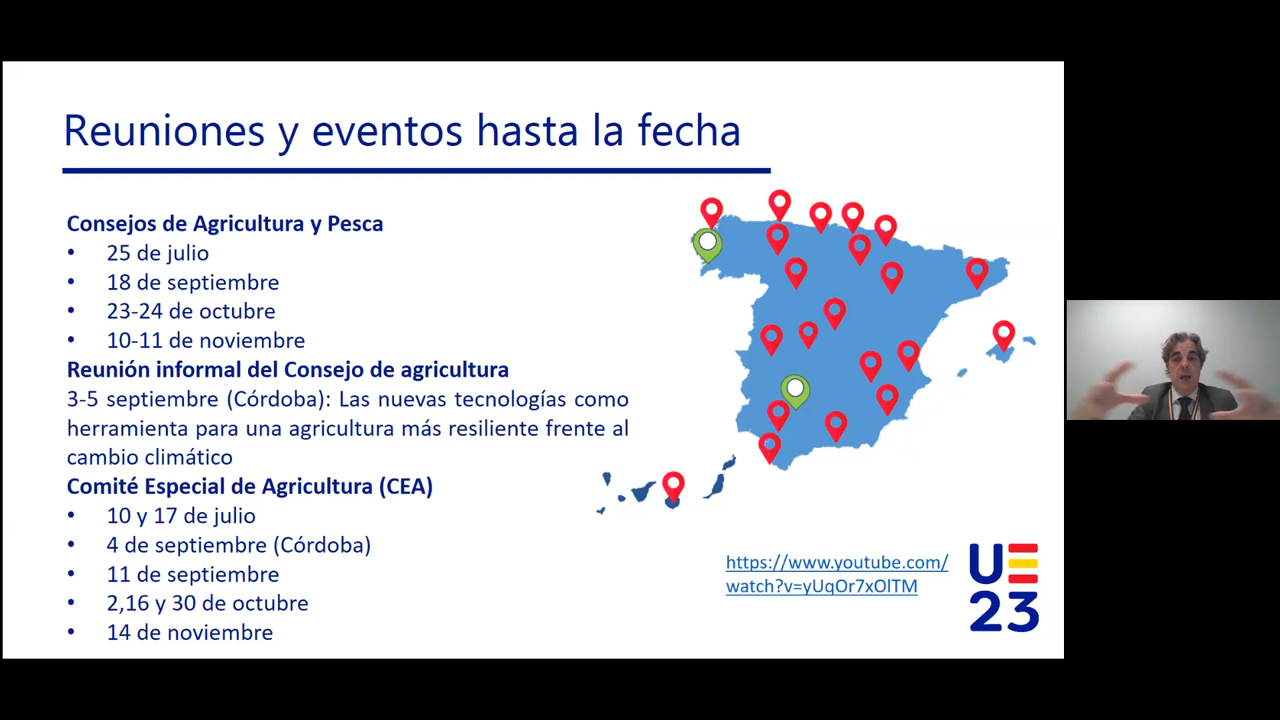 Reuniones y eventos hasta la fecha
Consejos de Agricultura y Pesca
• 25 de julio
• 18 de septiembre
• 23-24 de octubre
• 10-11 de noviembre
Reunión informal del Consejo de agricultura
3-5 septiembre (Córdoba): Las nuevas tecnologías como
herramienta para una agricultura más resiliente frente al
cambio climático
Comité Especial de Agricultura (CEA)
• 10 y 17 de julio
• 4 de septiembre (Córdoba)
• 11 de septiembre
• 2,16 y 30 de octubre
• 14 de noviembre
https://www.youtube.com/
watch?v=yUqOr7xOlTM
UE
23